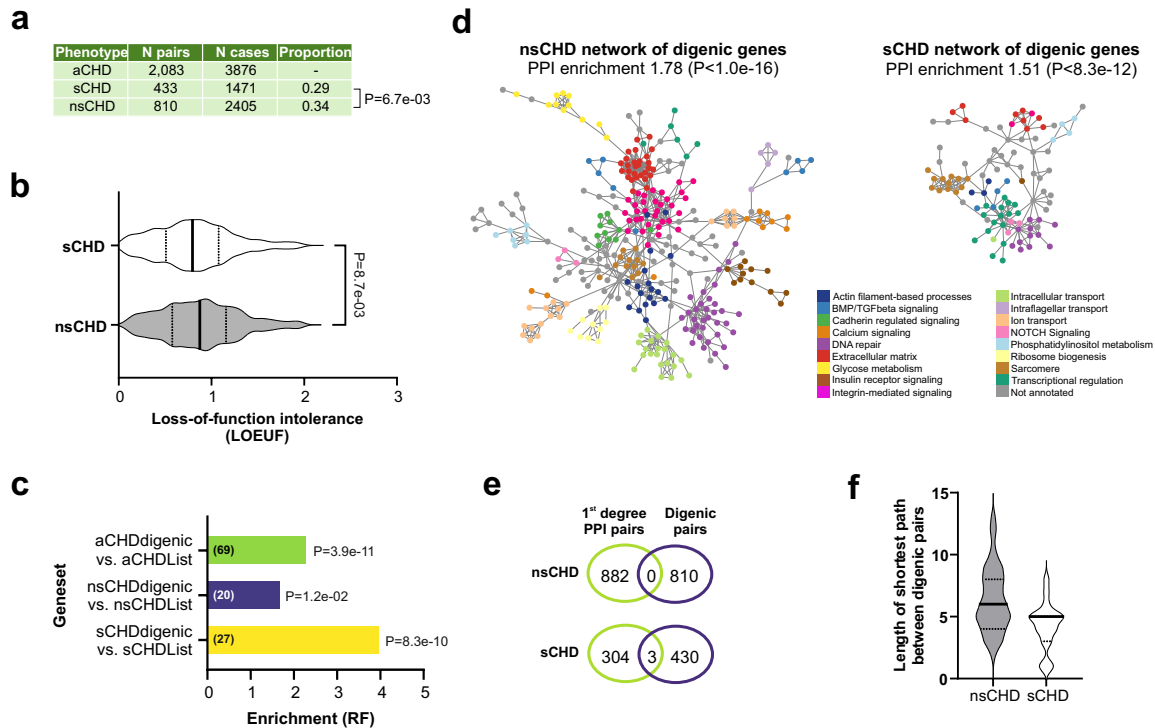 a
Phenotype N pairs N cases Proportion
aCHD 2,083 3876 -
sCHD 433 1471 0.29
nsCHD 810 2405 0.34
P=6.7e-03
b
sCHD
nsCHD
P=8.7e-03
0 1 2 3
Loss-of-function intolerance
(LOEUF)
c
Geneset
aCHDdigenic
vs. aCHDList
(69)
P=3.9e-11
nsCHDdigenic
vs. nsCHDList
(20)
P=1.2e-02
sCHDdigenic
vs. sCHDList
(27)
P=8.3e-10
0 1 2 3 4 5
Enrichment (RF)
d
nsCHD network of digenic genes
PPI enrichment 1.78 (P<1.0e-16)
sCHD network of digenic genes
PPI enrichment 1.51 (P<8.3e-12)
Actin filament-based processes
BMP/TGFbeta signaling
Cadherin regulated signaling
Calcium signaling
DNA repair
Extracellular matrix
Glycose metabolism
Insulin receptor signaling
Integrin-mediated signaling
Intracellular transport
Intraflagellar transport
Ion transport
NOTCH Signaling
Phosphatidylinositol metabolism
Ribosome biogenesis
Sarcomere
Transcriptional regulation
Not annotated
e
1st degree
PPI pairs
Digenic
pairs
nsCHD 882 0 810
sCHD 304 3 430
f
Length of shortest path
between digenic pairs
15
10
5
0
nsCHD sCHD